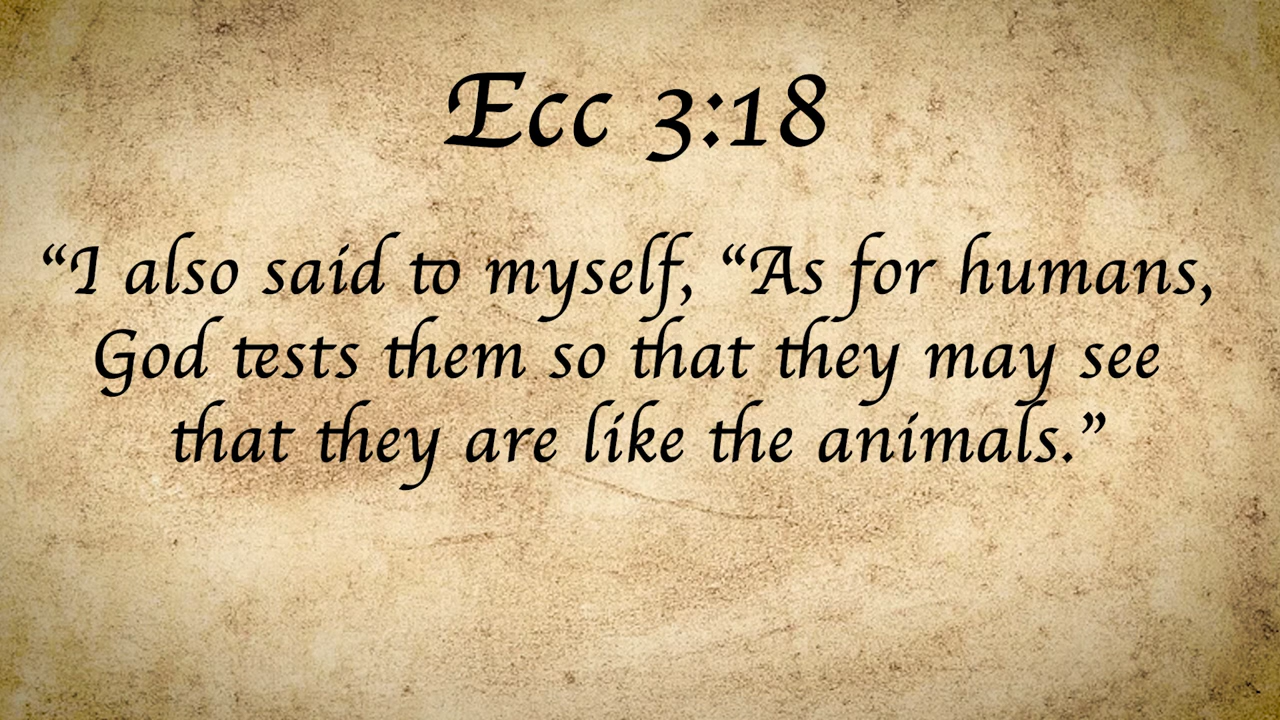 Ecc 3:18
“I also said to myself, “As for humans,
God tests them so that they may see
that they are like the animals.”